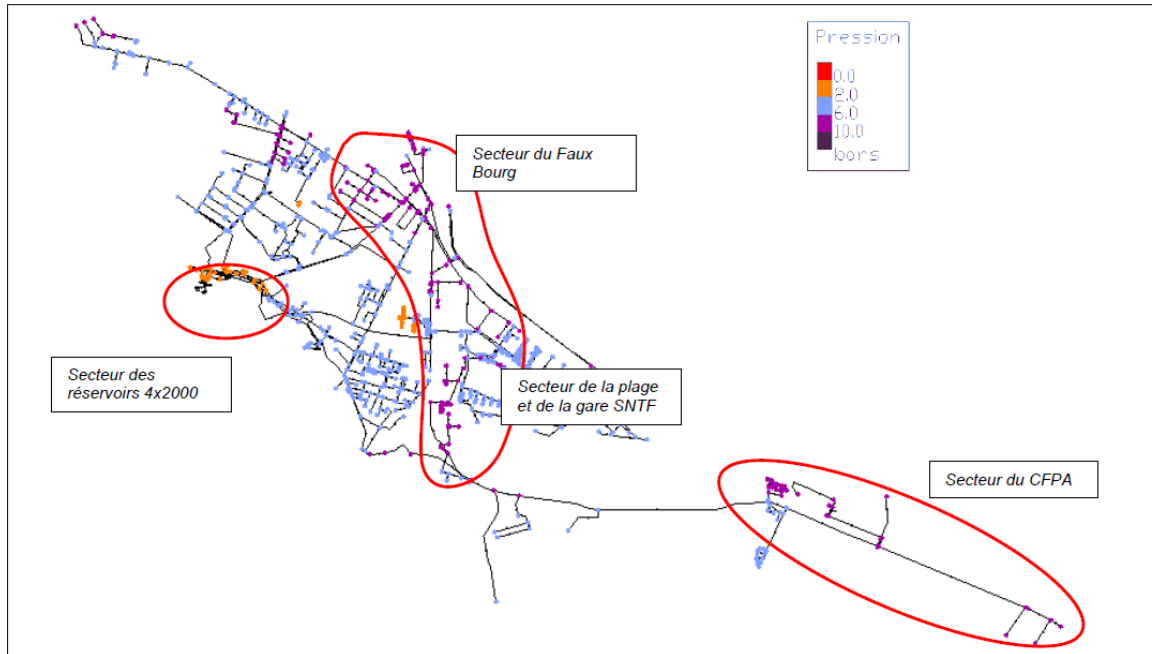 Pression
0.0
2.0
6.0
10.0
bars
Secteur du Faux
Bourg
Secteur des
réservoirs 4x2000
Secteur de la plage
et de la gare SNTF
Secteur du CFPA